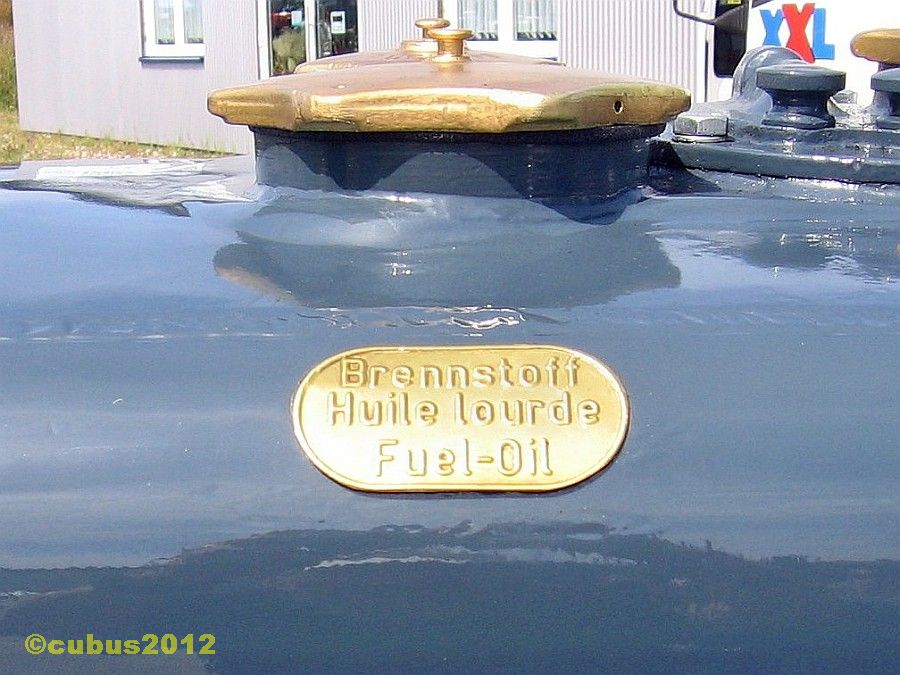 XXL
Brennstoff
Huile lourde
Fuel-Oil
©cubus2012